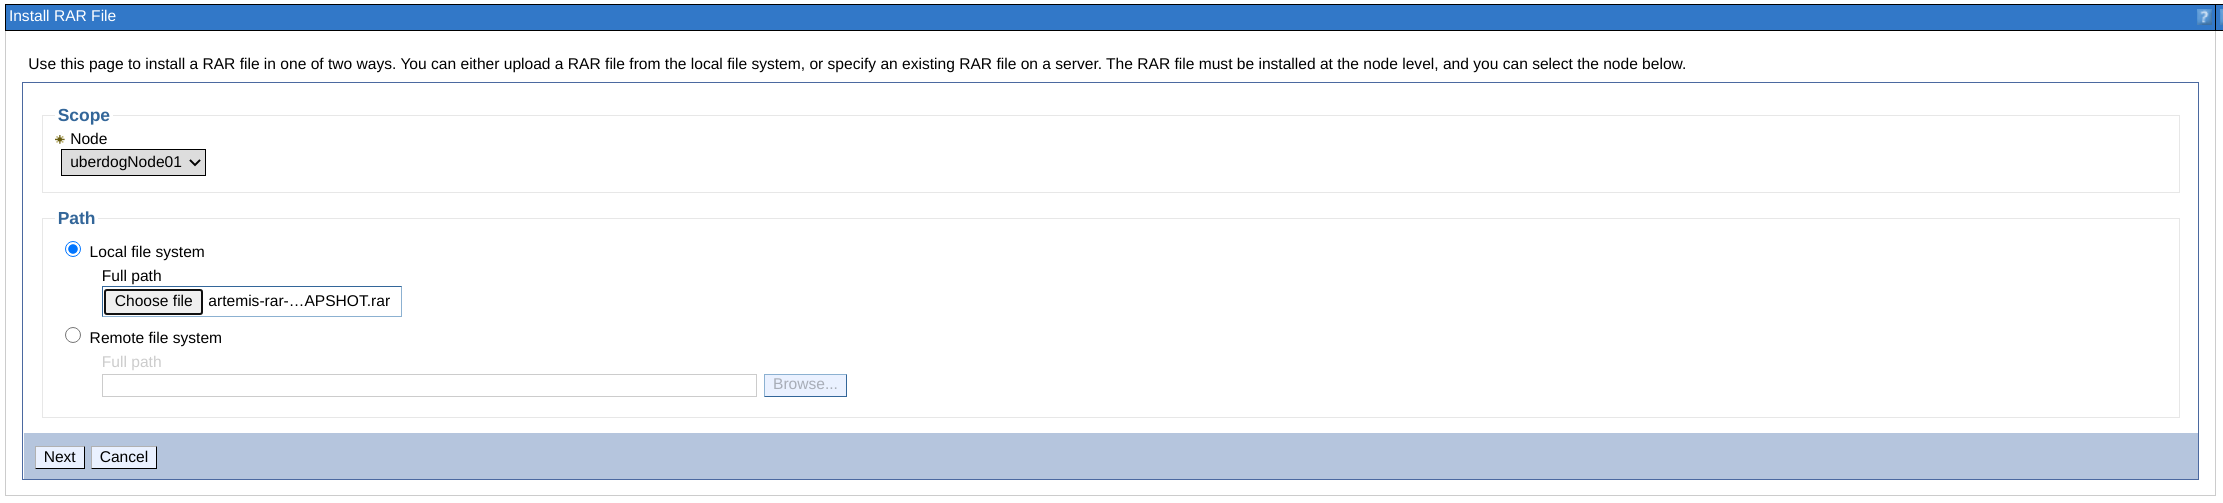 Install RAR File
?
Use this page to install a RAR file in one of two ways. You can either upload a RAR file from the local file system, or specify an existing RAR file on a server. The RAR file must be installed at the node level, and you can select the node below.
Scope
Node
uberdogNode01
Path
Local file system
Full path
Choose file artemis-rar-…APSHOT.rar
Remote file system
Full path
Browse...
Next Cancel